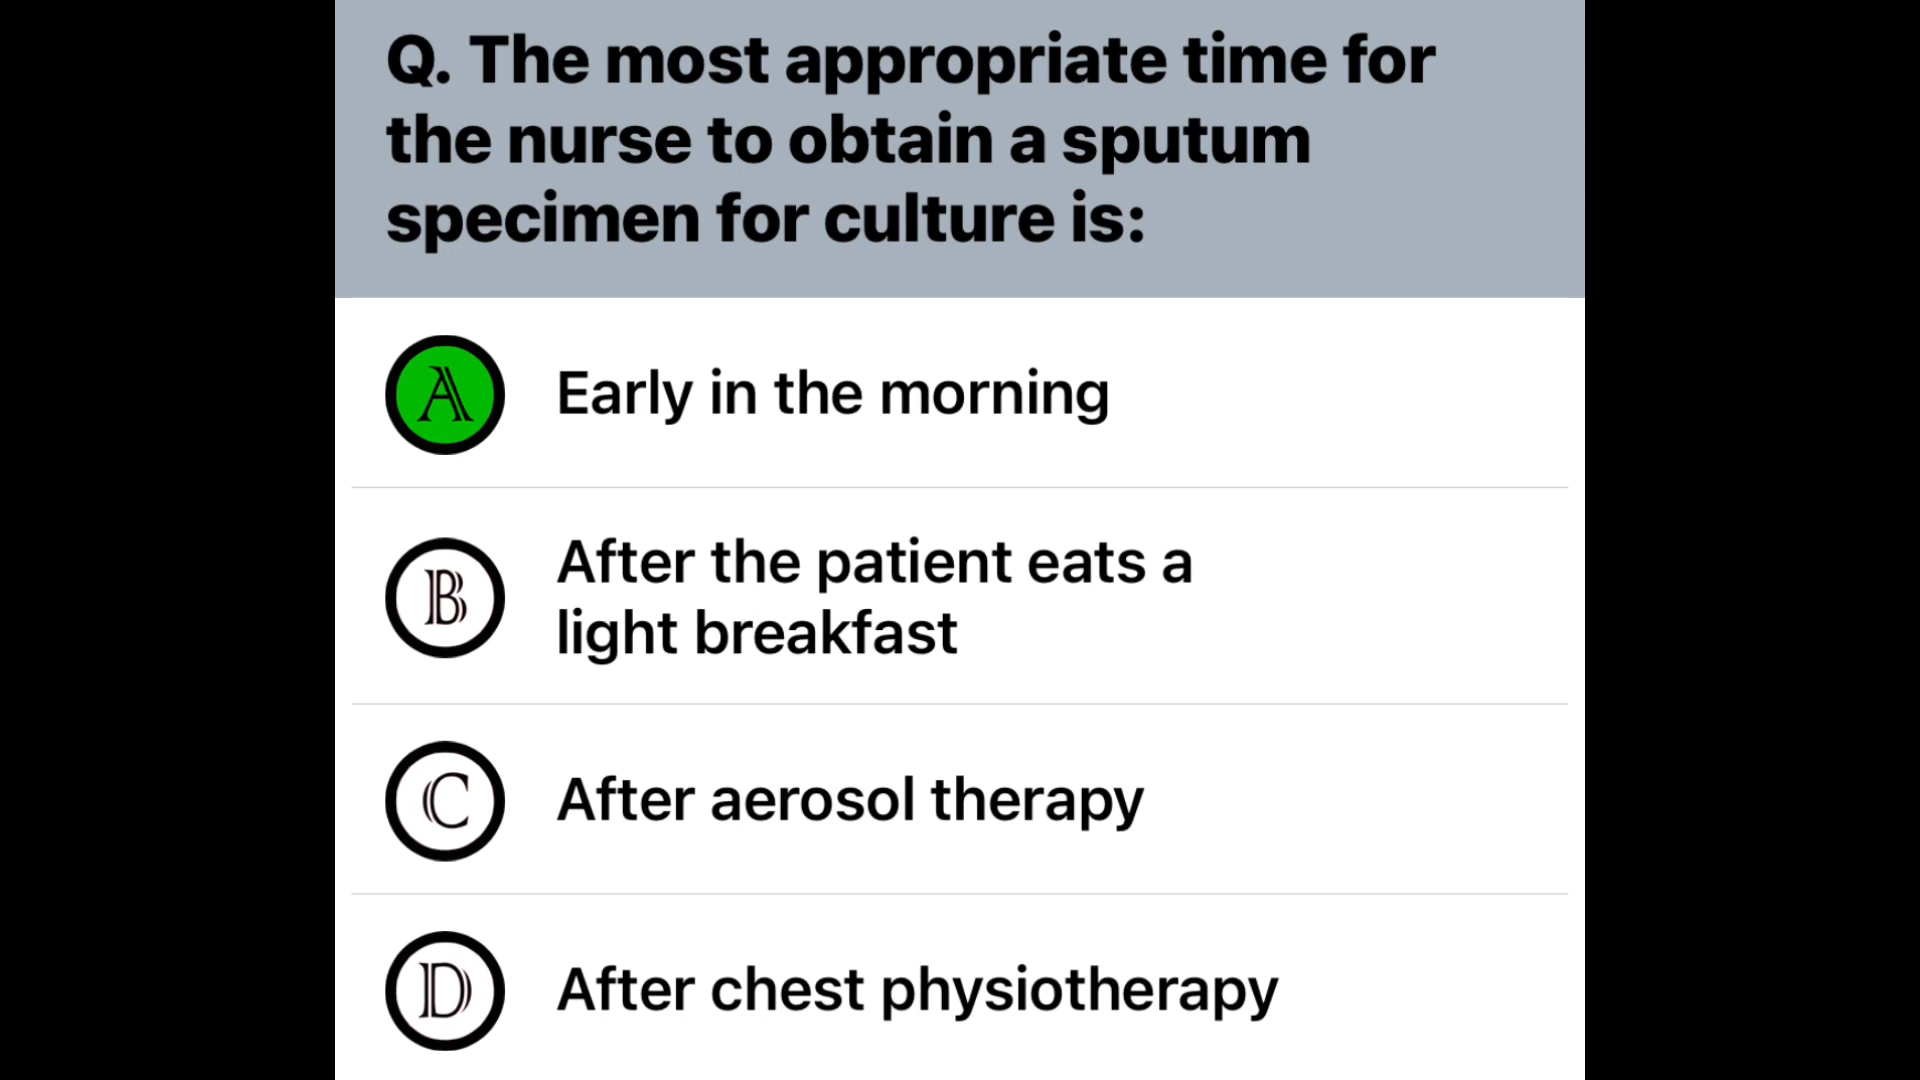 Q. The most appropriate time for
the nurse to obtain a sputum
specimen for culture is:
A Early in the morning
B After the patient eats a
light breakfast
C After aerosol therapy
D After chest physiotherapy